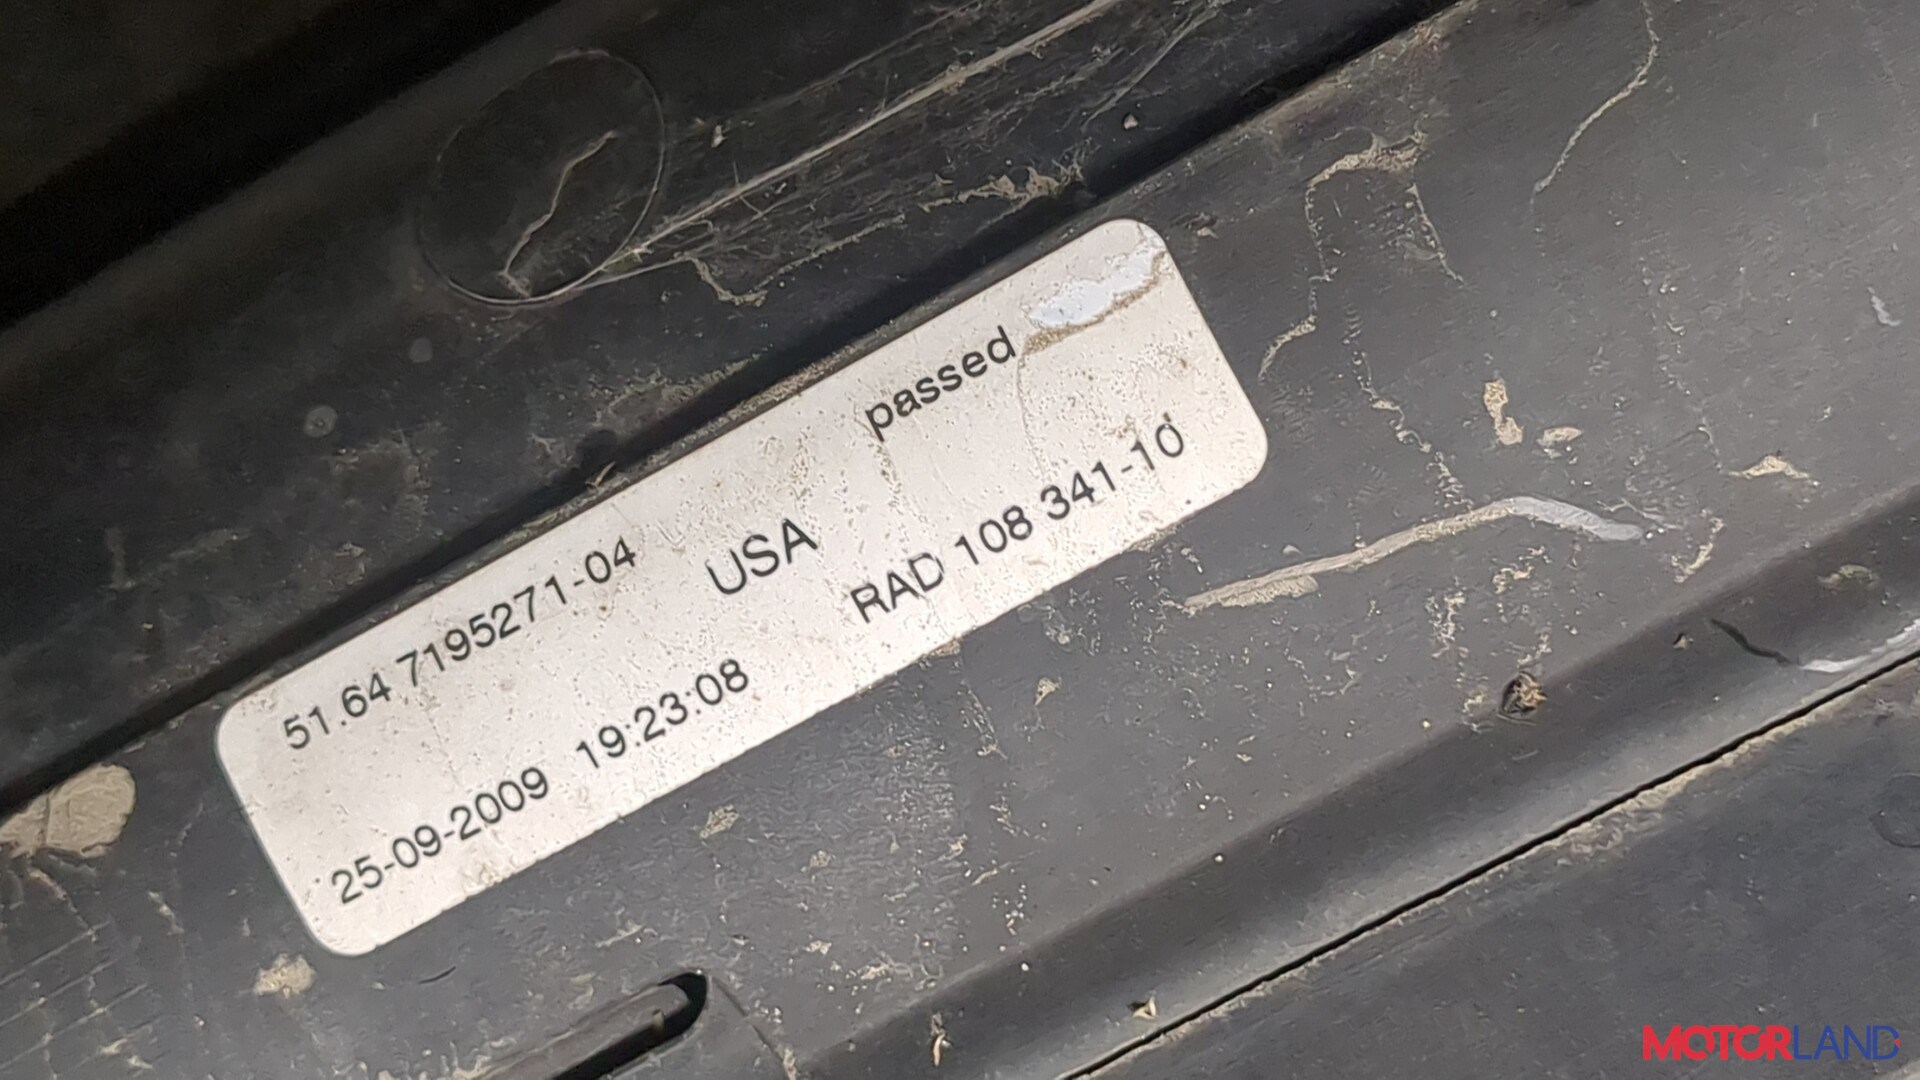 51.64 7195271-04 USA passed
25-09-2009 19:23:08 RAD 108 341-10
MOTORLAND